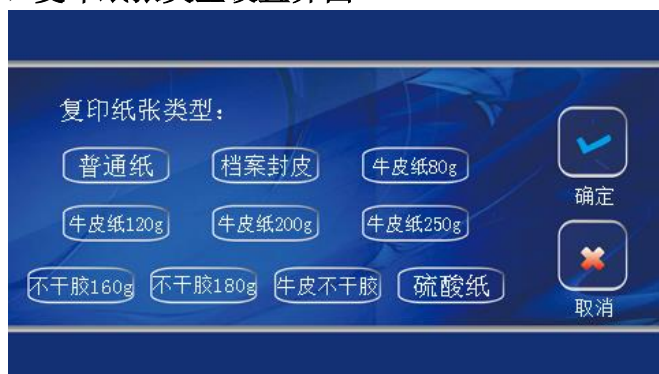 复印纸张类型:
普通纸 档案封皮 牛皮纸80g
确定
牛皮纸120g 牛皮纸200g 牛皮纸250g
不干胶160g 不干胶180g 牛皮不干胶 硫酸纸
取消